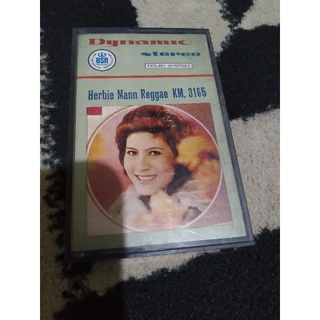 Dynamic
BSR
stereo
DOLBY SYSTEM
Herbie Mann Reggae KM. 3165